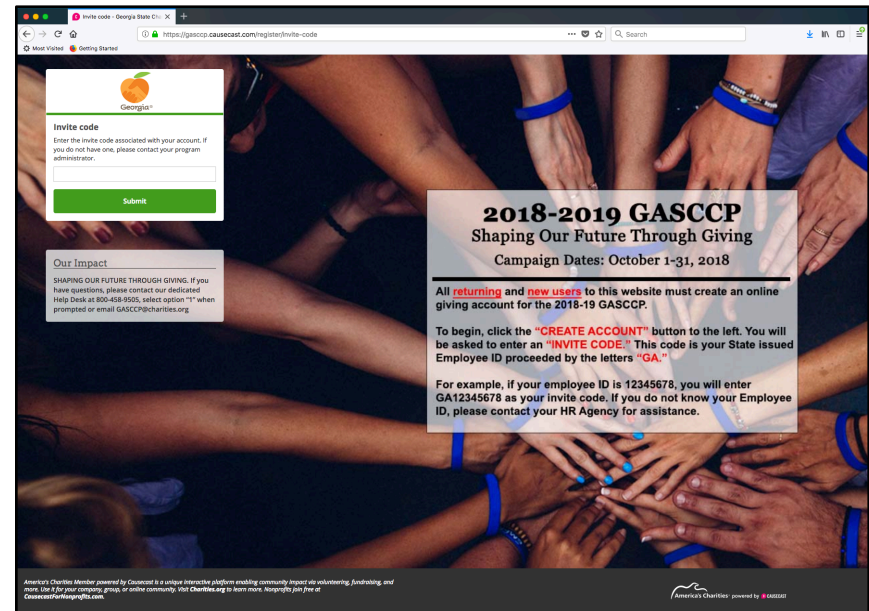 Invite code - Georgia State Cha
https://gasccp.causecast.com/register/invite-code
Search
Most Visited
Getting Started
Georgia
Invite code
Enter the invite code associated with your account. If
you do not have one, please contact your program
administrator.
Submit
Our Impact
SHAPING OUR FUTURE THROUGH GIVING. If you
have questions, please contact our dedicated
Help Desk at 800-458-9505, select option "1" when
prompted or email GASCCP@charities.org
2018-2019 GASCCP
Shaping Our Future Through Giving
Campaign Dates: October 1-31, 2018
All returning and new users to this website must create an online
giving account for the 2018-19 GASCCP.
To begin, click the "CREATE ACCOUNT" button to the left. You will
be asked to enter an "INVITE CODE." This code is your State issued
Employee ID proceeded by the letters "GA."
For example, if your employee ID is 12345678, you will enter
GA12345678 as your invite code. If you do not know your Employee
ID, please contact your HR Agency for assistance.
America's Charities Member powered by Causecast is a unique interactive platform enabling community impact via volunteering, fundraising, and
more. Use it for your company, group, or online community. Visit Charities.org to learn more. Nonprofits join free at
CausecastForNonprofits.com.
America's Charities powered by CAUSECAST